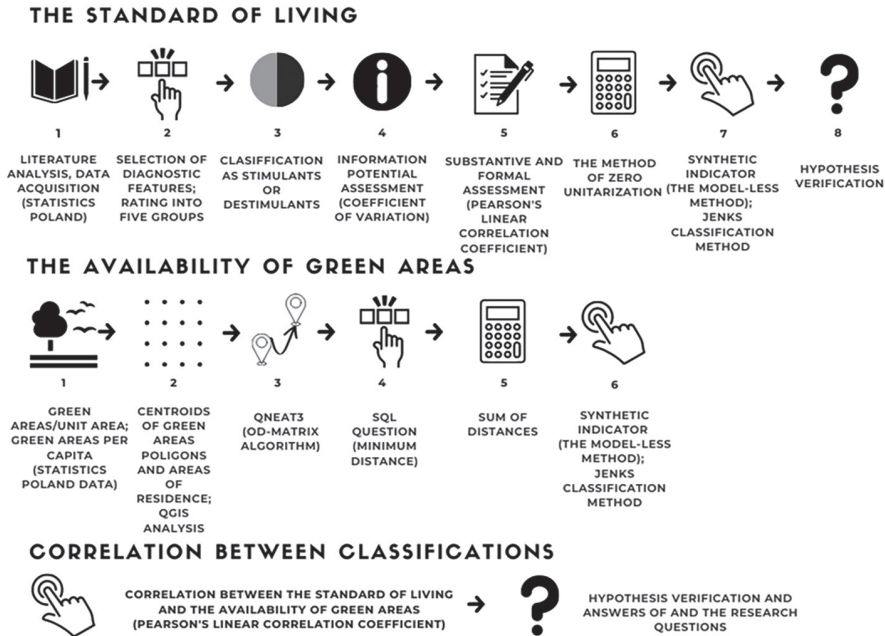 THE STANDARD OF LIVING
1
LITERATURE
ANALYSIS, DATA
ACQUISITION
(STATISTICS
POLAND)
2
SELECTION OF
DIAGNOSTIC
FEATURES;
RATING INTO
FIVE GROUPS
3
CLASIFFICATION
AS STIMULANTS
OR
DESTIMULANTS
4
INFORMATION
POTENTIAL
ASSESSMENT
(COEFFICIENT
OF VARIATION)
5
SUBSTANTIVE AND
FORMAL
ASSESSMENT
(PEARSON'S
LINEAR
CORRELATION
COEFFICIENT)
6
THE METHOD
OF ZERO
UNITARIZATION
7
SYNTHETIC
INDICATOR
(THE MODEL-LESS
METHOD);
JENKS
CLASSIFICATION
METHOD
8
HYPOTHESIS
VERIFICATION
THE AVAILABILITY OF GREEN AREAS
1
GREEN
AREAS/UNIT AREA;
GREEN AREAS PER
CAPITA
(STATISTICS
POLAND DATA)
2
CENTROIDS
OF GREEN
AREAS
POLIGONS
AND AREAS
OF
RESIDENCE;
QGIS
ANALYSIS
3
QNEAT3
(OD-MATRIX
ALGORITHM)
4
SQL
QUESTION
(MINIMUM
DISTANCE)
5
SUM OF
DISTANCES
6
SYNTHETIC
INDICATOR
(THE MODEL-LESS
METHOD);
JENKS
CLASSIFICATION
METHOD
CORRELATION BETWEEN CLASSIFICATIONS
CORRELATION BETWEEN THE STANDARD OF LIVING
AND THE AVAILABILITY OF GREEN AREAS
(PEARSON'S LINEAR CORRELATION COEFFICIENT)
HYPOTHESIS VERIFICATION AND
ANSWERS OF AND THE RESEARCH
QUESTIONS